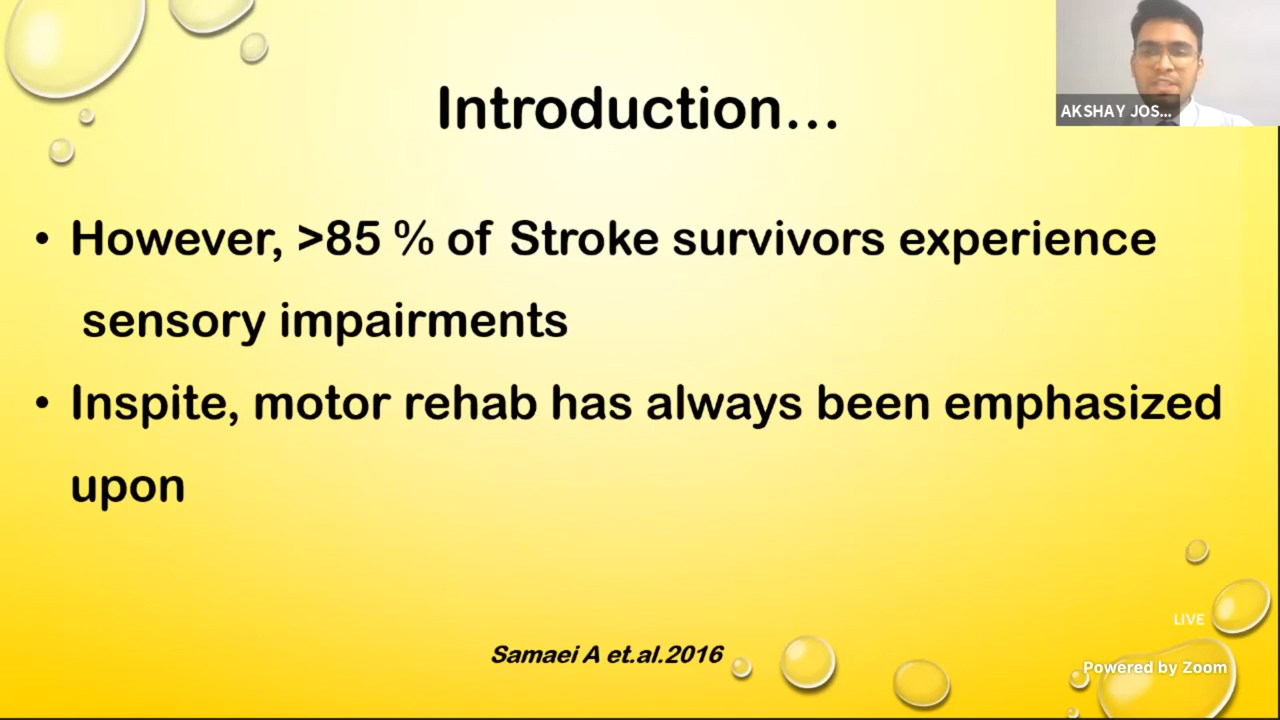 Introduction...
AKSHAY JOS...
• However, >85 % of Stroke survivors experience
sensory impairments
• Inspite, motor rehab has always been emphasized
upon
Samaei A et.al.2016
LIVE
Powered by Zoom